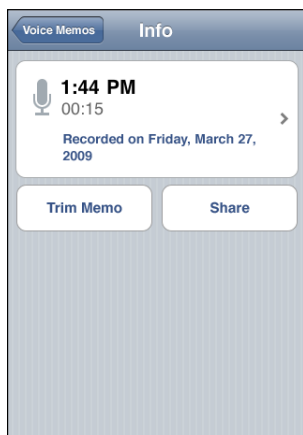 Voice Memos
Info
1:44 PM
00:15
Recorded on Friday, March 27,
2009
Trim Memo
Share